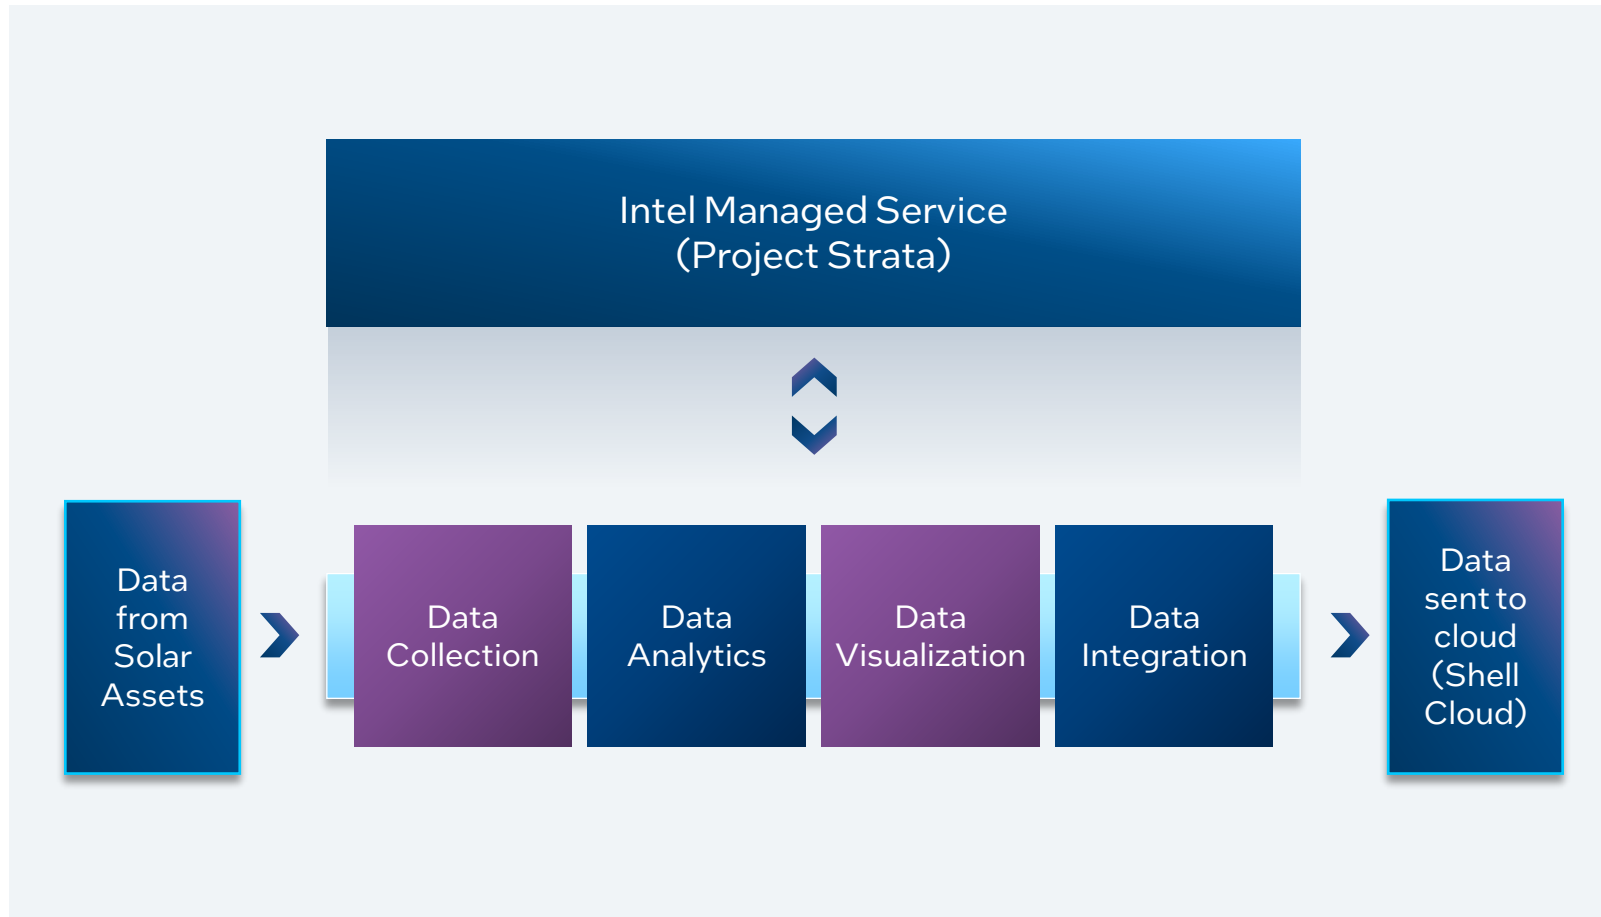 Intel Managed Service
(Project Strata)
Data
from
Solar
Assets
Data
Collection
Data
Analytics
Data
Visualization
Data
Integration
Data
sent to
cloud
(Shell
Cloud)